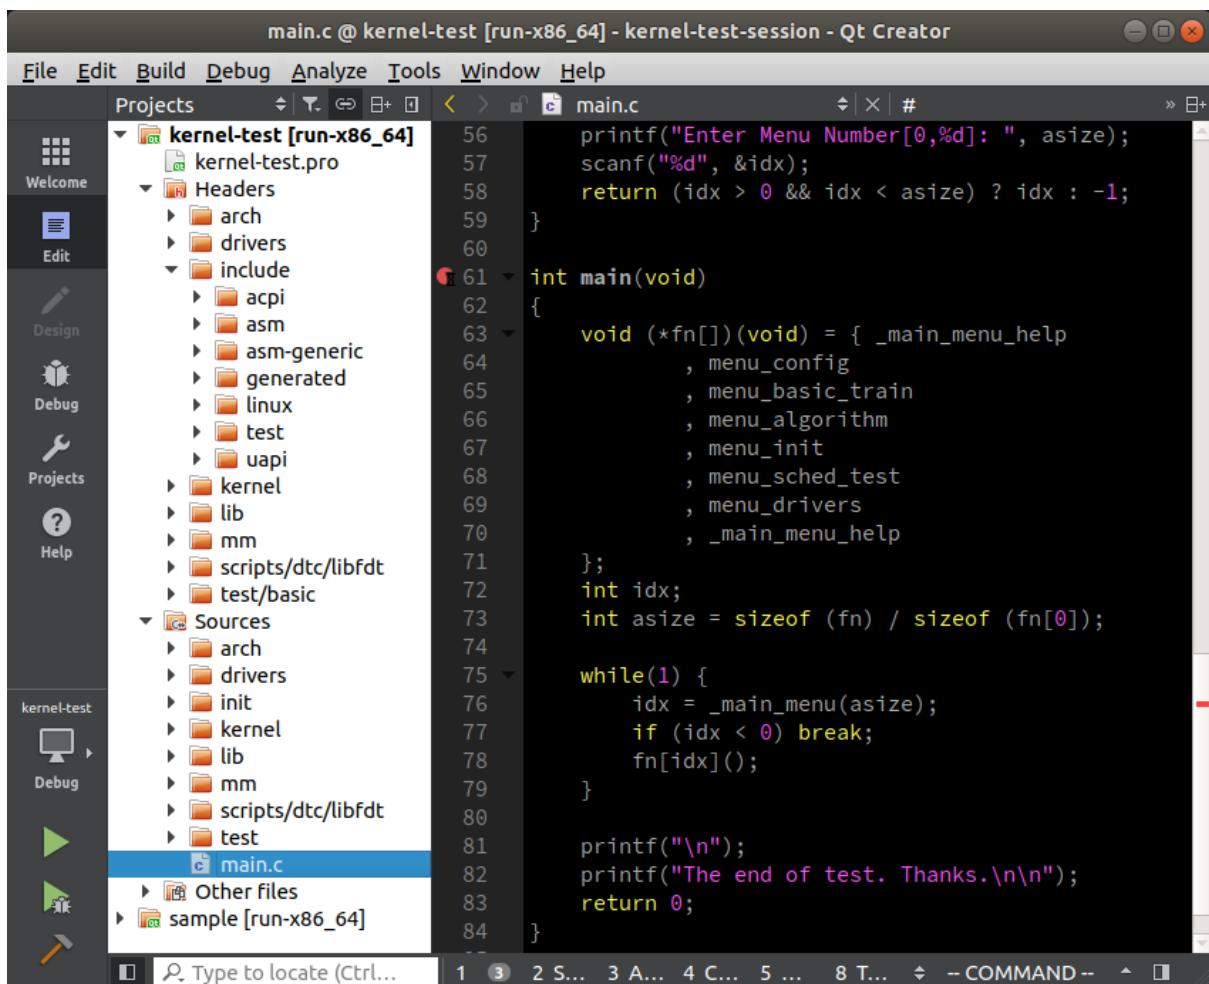 main.c @ kernel-test [run-x86_64] - kernel-test-session - Qt Creator
File Edit Build Debug Analyze Tools Window Help
Projects
main.c
#
»
Welcome
Edit
Design
Debug
Projects
Help
kernel-test
Debug
kernel-test [run-x86_64]
kernel-test.pro
Headers
arch
drivers
include
acpi
asm
asm-generic
generated
linux
test
uapi
kernel
lib
mm
scripts/dtc/libfdt
test/basic
Sources
arch
drivers
init
kernel
lib
mm
scripts/dtc/libfdt
test
main.c
Other files
sample [run-x86_64]
56 printf("Enter Menu Number[0,%d]: ", asize);
57 scanf("%d", &idx);
58 return (idx > 0 && idx < asize) ? idx : -1;
59 }
60
61 int main(void)
62 {
63 void (*fn[])(void) = { _main_menu_help
64 , menu_config
65 , menu_basic_train
66 , menu_algorithm
67 , menu_init
68 , menu_sched_test
69 , menu_drivers
70 , _main_menu_help
71 };
72 int idx;
73 int asize = sizeof (fn) / sizeof (fn[0]);
74
75 while(1) {
76 idx = _main_menu(asize);
77 if (idx < 0) break;
78 fn[idx]();
79 }
80
81 printf("\n");
82 printf("The end of test. Thanks.\n\n");
83 return 0;
84 }
Type to locate (Ctrl...
1 3 2 S... 3 A... 4 C... 5 ... 8 T... -- COMMAND --